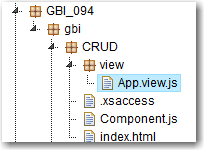 GBI_094
gbi
CRUD
view
App.view.js
.xsaccess
Component.js
index.html